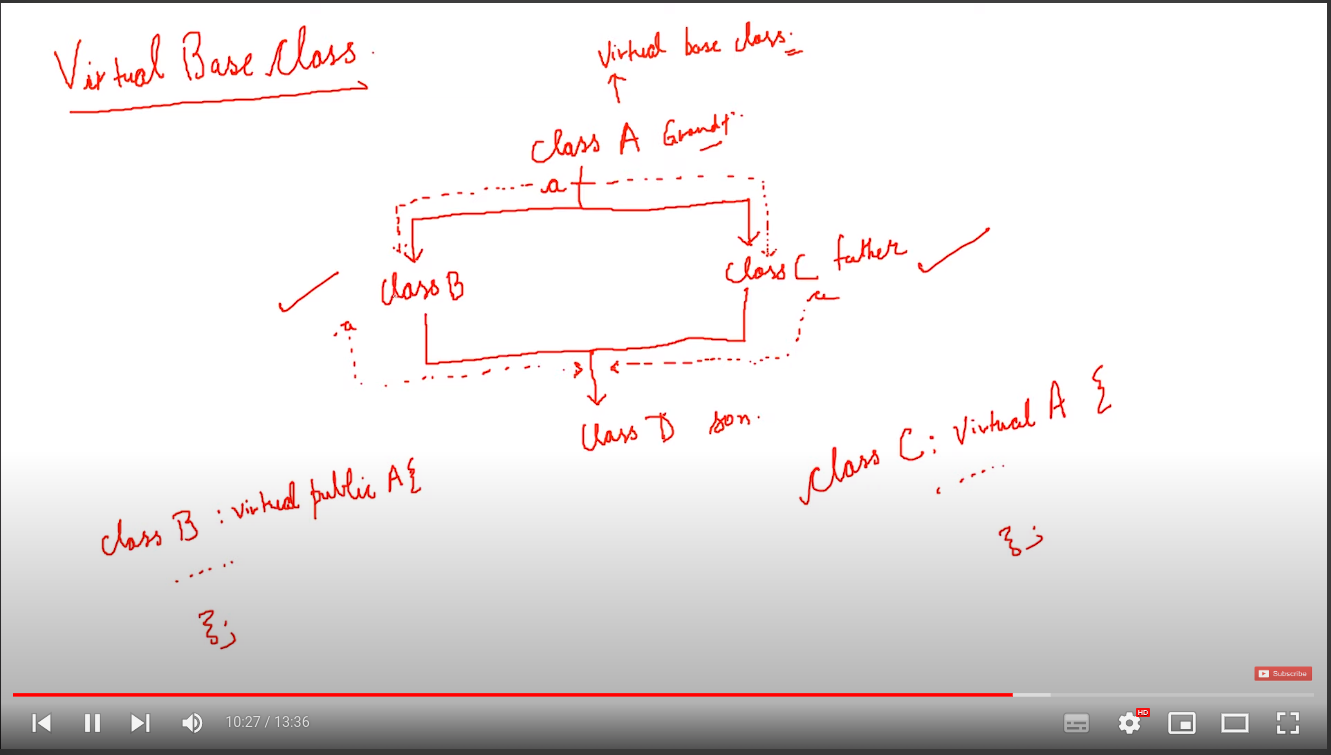 Virtual Base Class.
Virtual base class.
Class A Grandf.
a
Class B
Class C father
a
a
Class D son.
class B : virtual public A{
......
};
class C: Virtual A {
.....
};
Subscribe
10:27 / 13:36
HD